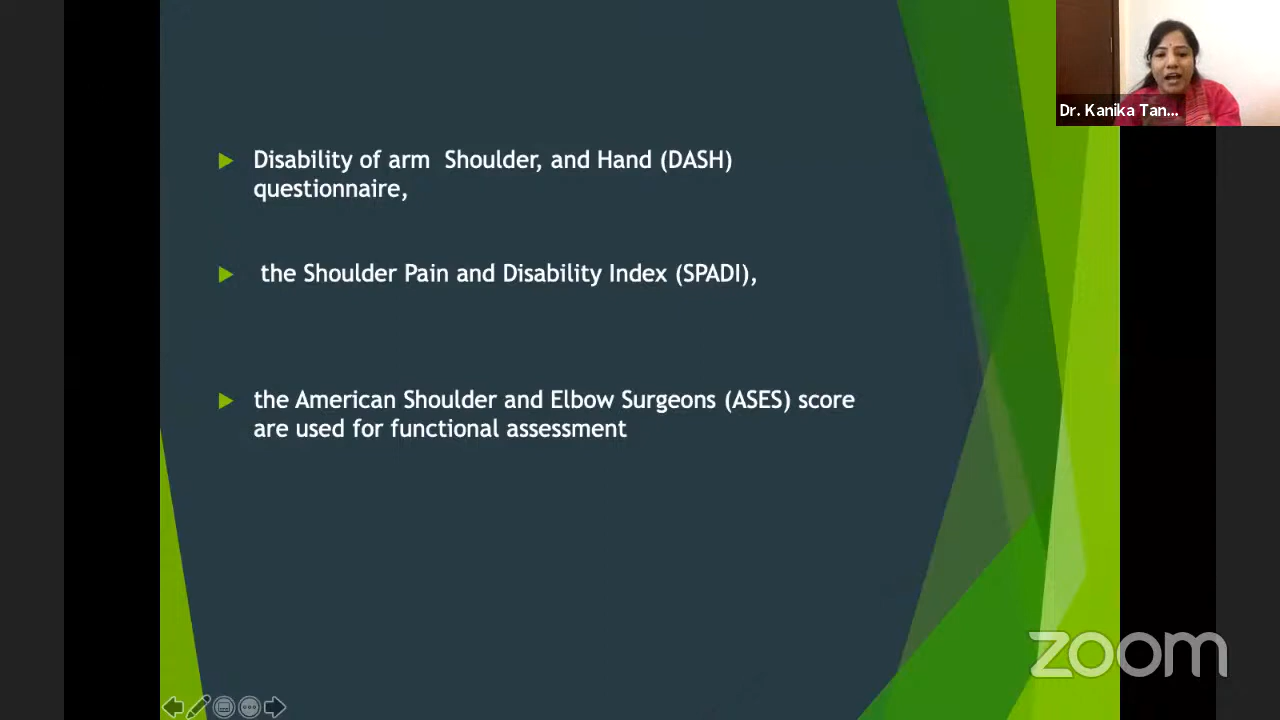 Dr. Kanika Tan...
Disability of arm Shoulder, and Hand (DASH)
questionnaire,
the Shoulder Pain and Disability Index (SPADI),
the American Shoulder and Elbow Surgeons (ASES) score
are used for functional assessment
zoom